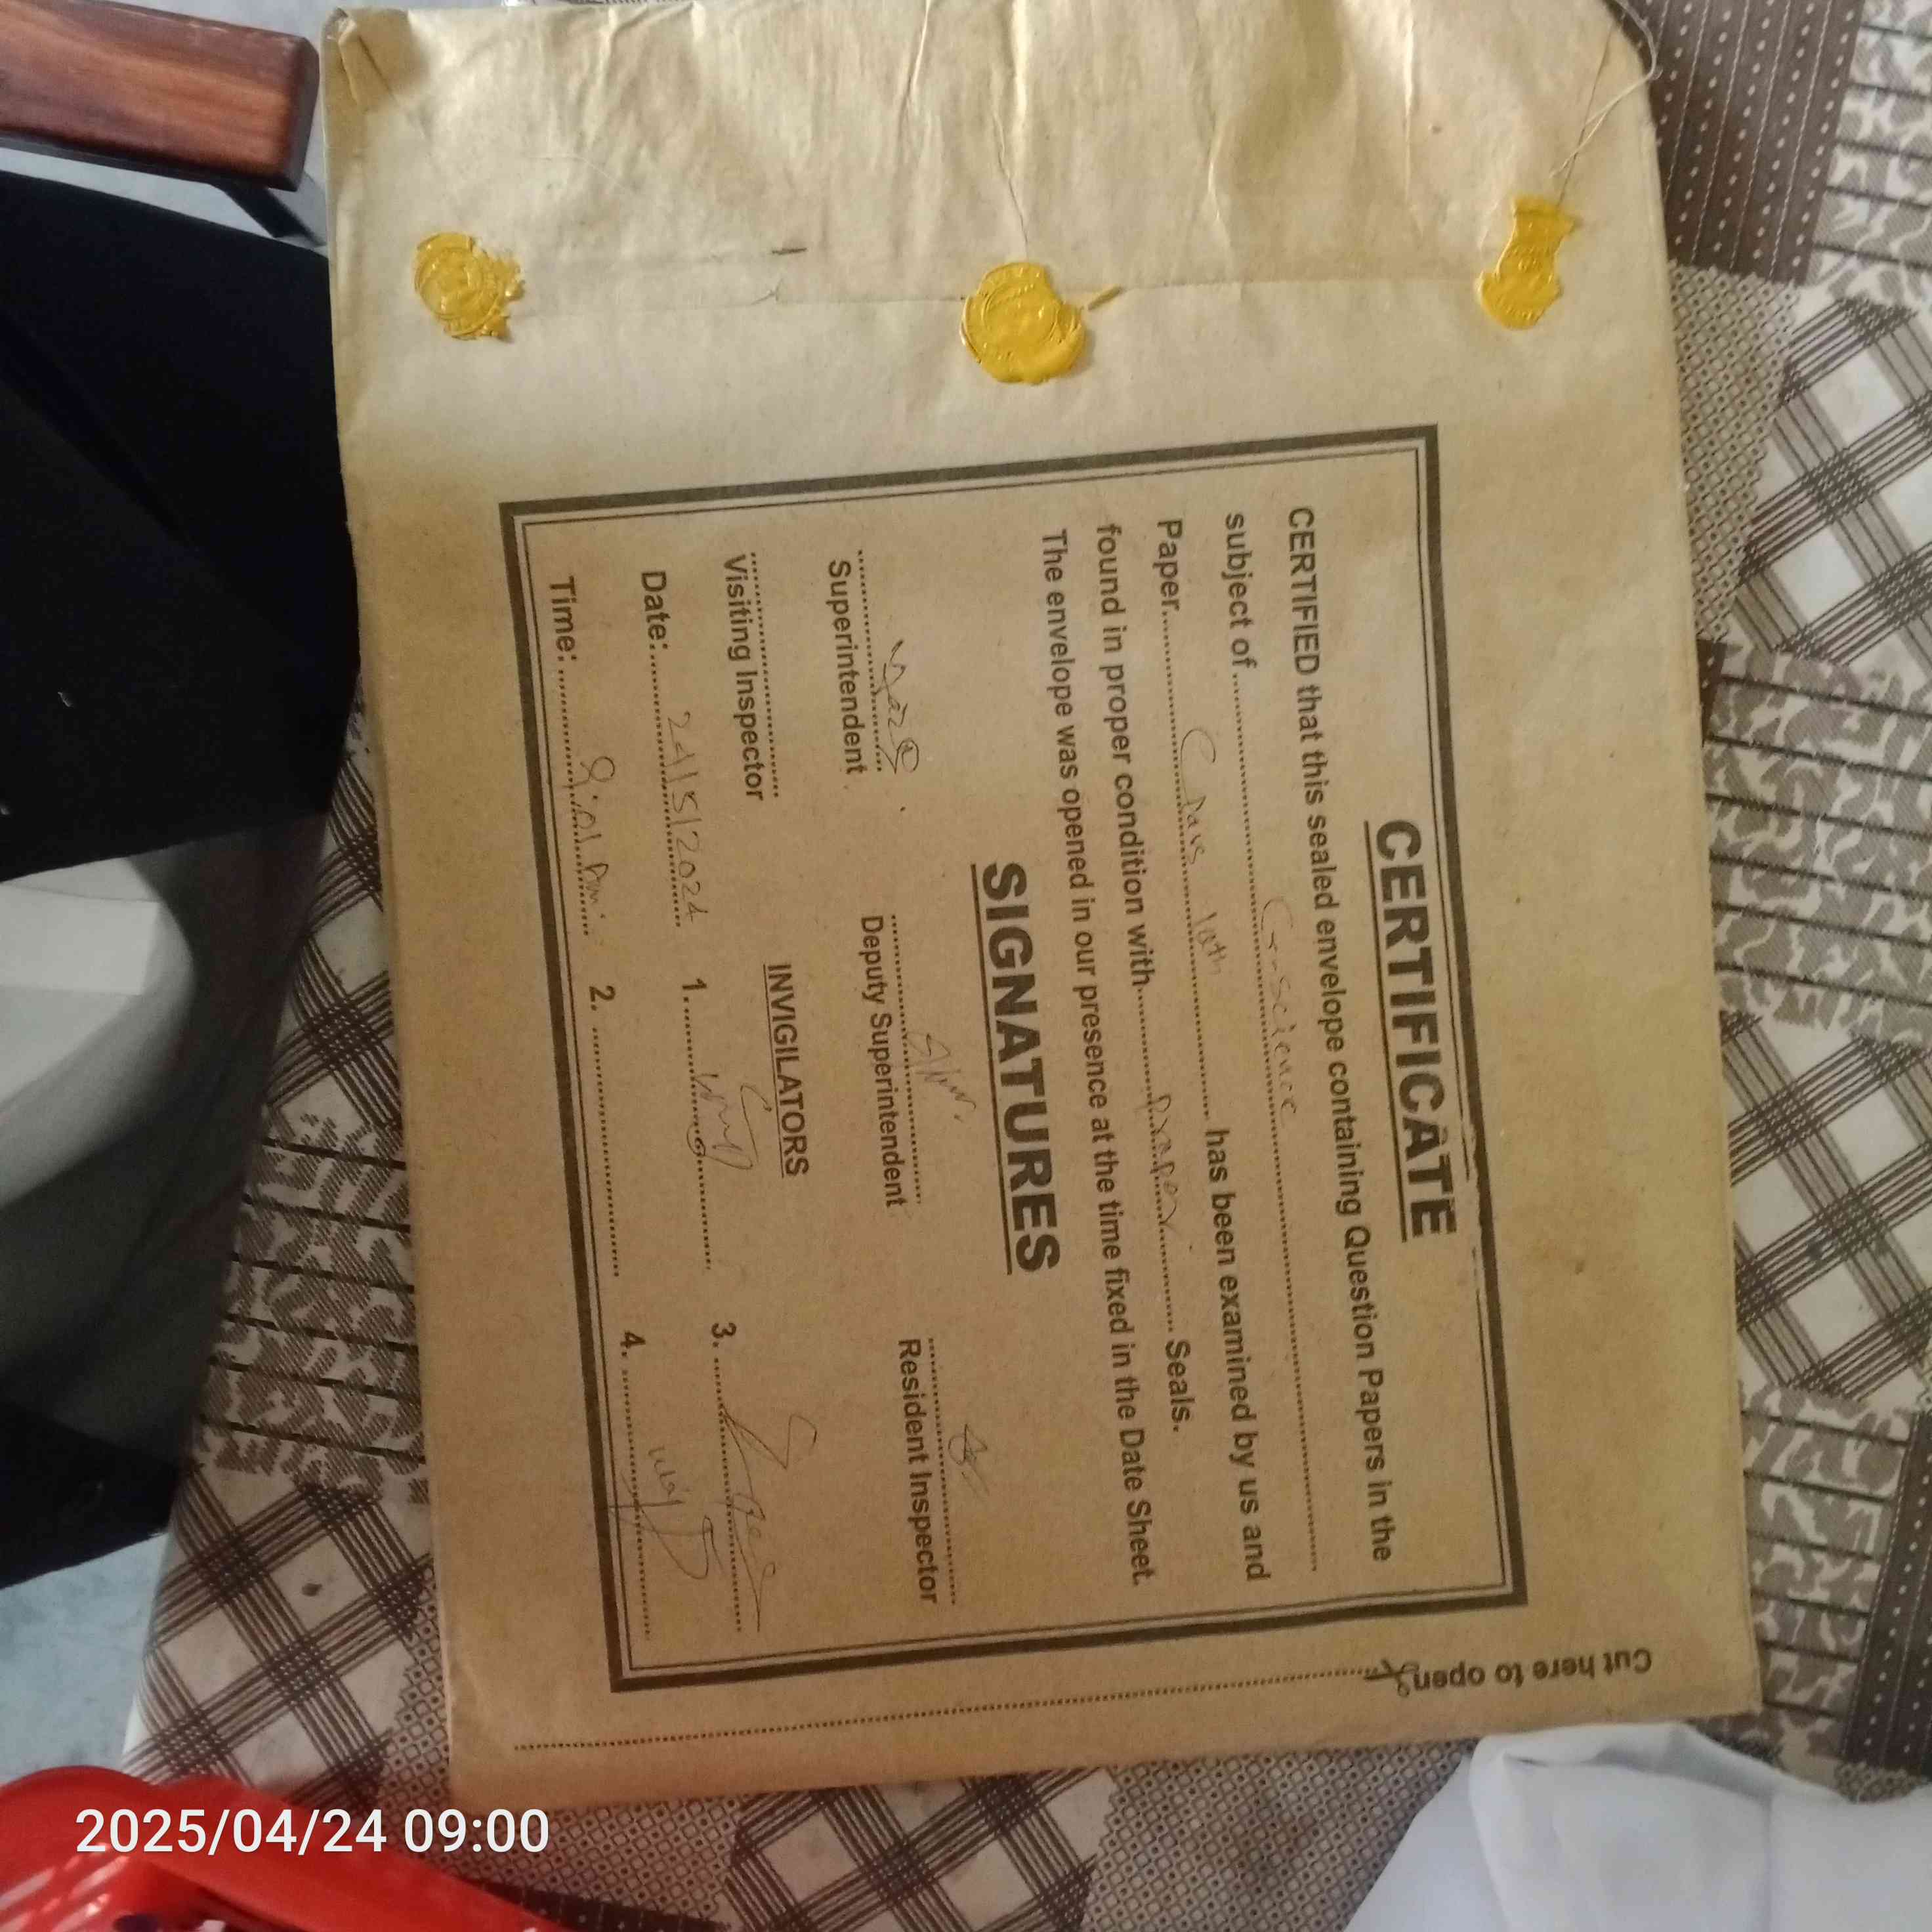 CERTIFICATE
CERTIFIED that this sealed envelope containing Question Papers in the
subject of.......... G-science ..........
Paper.......... Class 10th .......... has been examined by us and
found in proper condition with.......... proper .......... Seals.
The envelope was opened in our presence at the time fixed in the Date Sheet.
SIGNATURES
Superintendent Deputy Superintendent Resident Inspector
Visiting Inspector INVIGILATORS
Date:.......... 24/5/2024 1. 3.
Time:.......... 2. 4.
Cut here to open
2025/04/24 09:00